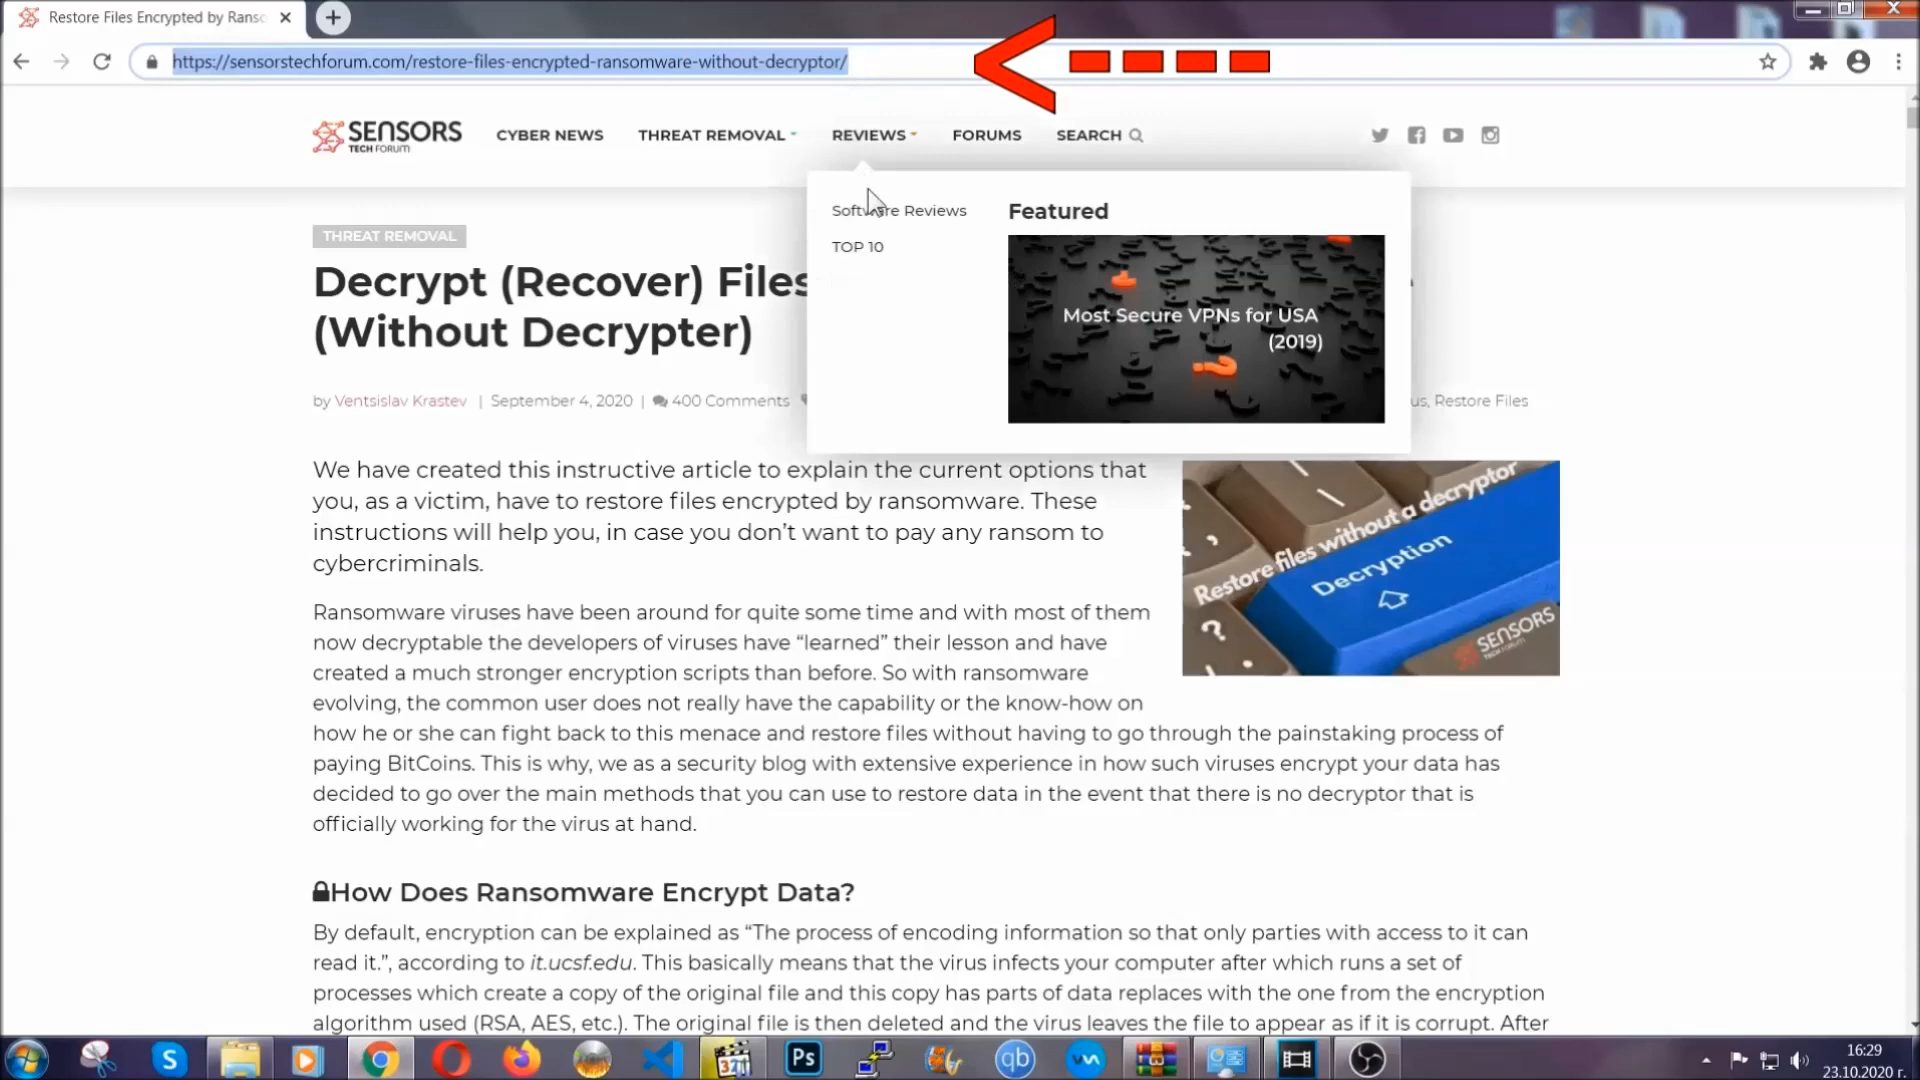 Restore Files Encrypted by Ranso
https://sensorstechforum.com/restore-files-encrypted-ransomware-without-decryptor/
SENSORS
TECH FORUM
CYBER NEWS
THREAT REMOVAL
REVIEWS
FORUMS
SEARCH
Software Reviews
TOP 10
Featured
Most Secure VPNs for USA
(2019)
THREAT REMOVAL
Decrypt (Recover) Files
(Without Decrypter)
by Ventsislav Krastev | September 4, 2020 | 400 Comments
us, Restore Files
We have created this instructive article to explain the current options that
you, as a victim, have to restore files encrypted by ransomware. These
instructions will help you, in case you don’t want to pay any ransom to
cybercriminals.
Restore files without a decryptor
Decryption
SENSORS
TECH FORUM
Ransomware viruses have been around for quite some time and with most of them
now decryptable the developers of viruses have “learned” their lesson and have
created a much stronger encryption scripts than before. So with ransomware
evolving, the common user does not really have the capability or the know-how on
how he or she can fight back to this menace and restore files without having to go through the painstaking process of
paying BitCoins. This is why, we as a security blog with extensive experience in how such viruses encrypt your data has
decided to go over the main methods that you can use to restore data in the event that there is no decryptor that is
officially working for the virus at hand.
How Does Ransomware Encrypt Data?
By default, encryption can be explained as “The process of encoding information so that only parties with access to it can
read it.”, according to it.ucsf.edu. This basically means that the virus infects your computer after which runs a set of
processes which create a copy of the original file and this copy has parts of data replaces with the one from the encryption
algorithm used (RSA, AES, etc.). The original file is then deleted and the virus leaves the file to appear as if it is corrupt. After
S
321
Ps
qb
16:29
23.10.2020 г.